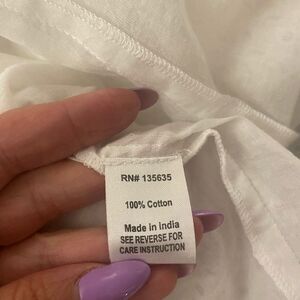 RN# 135635
100% Cotton
Made in India
SEE REVERSE FOR
CARE INSTRUCTION